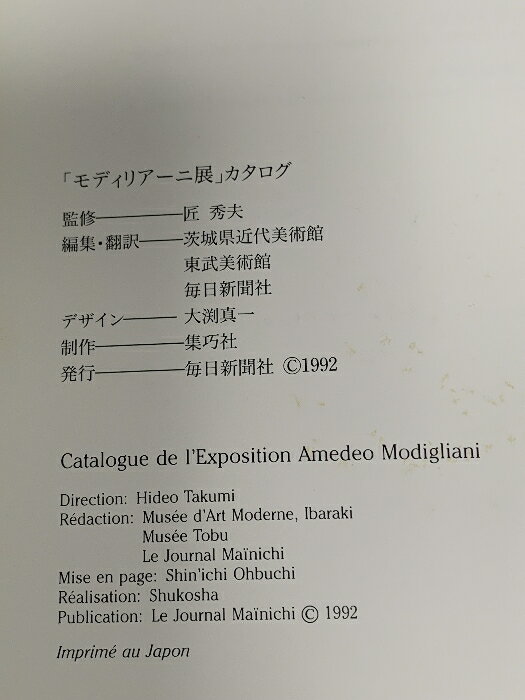 「モディリアーニ展」カタログ
監修―――――匠 秀夫
編集・翻訳――茨城県近代美術館
東武美術館
毎日新聞社
デザイン―――大渕真一
制作―――――集巧社
発行―――――毎日新聞社 ©1992
Catalogue de l'Exposition Amedeo Modigliani
Direction: Hideo Takumi
Rédaction: Musée d'Art Moderne, Ibaraki
Musée Tobu
Le Journal Maïnichi
Mise en page: Shin'ichi Ohbuchi
Réalisation: Shukosha
Publication: Le Journal Maïnichi © 1992
Imprimé au Japon